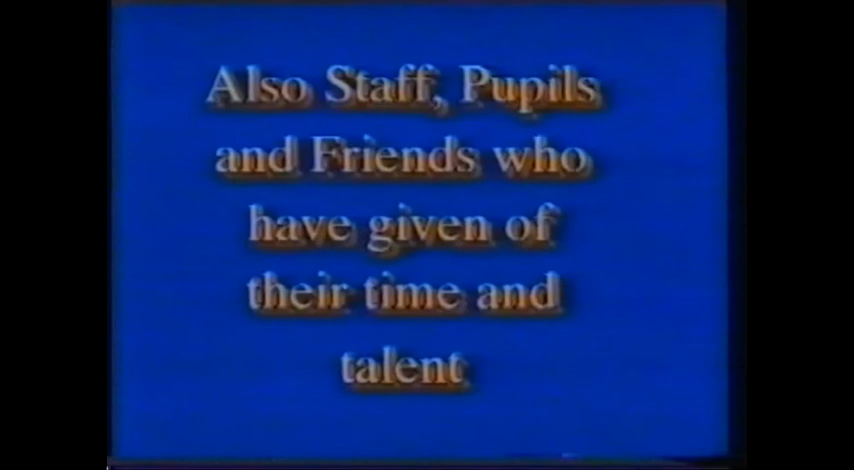 Also Staff, Pupils
and Friends who
have given of
their time and
talent